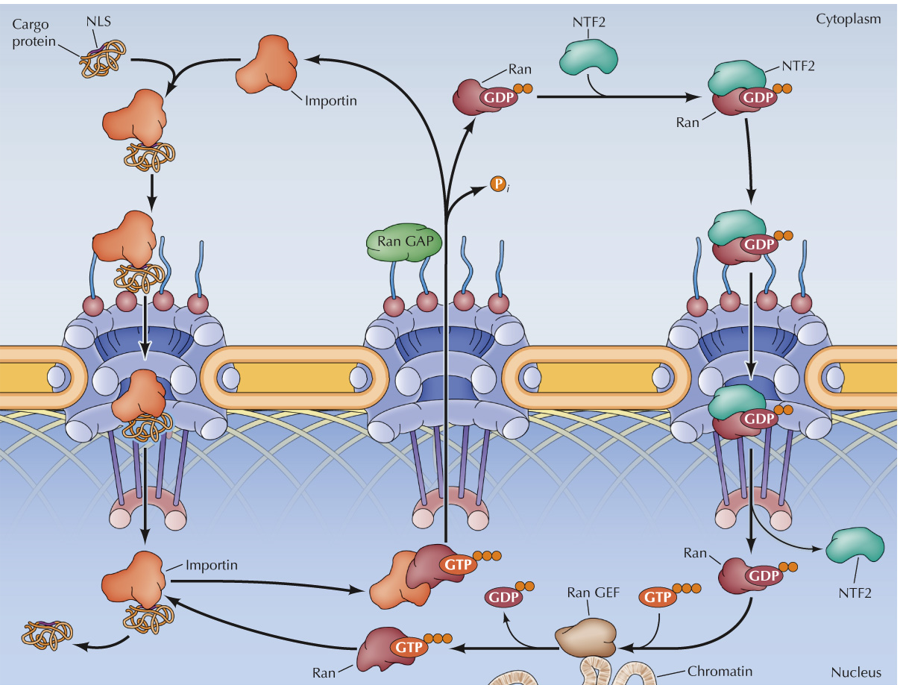 Cargo
protein
NLS
NTF2
Cytoplasm
Importin
Ran
GDP
NTF2
GDP
Ran
P i
Ran GAP
GDP
GDP
Importin
GTP
Ran
GDP
NTF2
GDP
Ran GEF
GTP
GTP
Ran
Chromatin
Nucleus